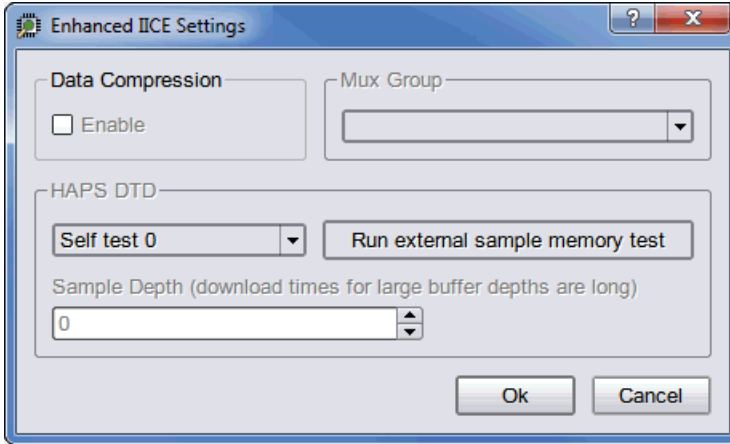 Enhanced IICE Settings
?
Data Compression
Mux Group
Enable
HAPS DTD
Self test 0
Run external sample memory test
Sample Depth (download times for large buffer depths are long)
0
Ok
Cancel